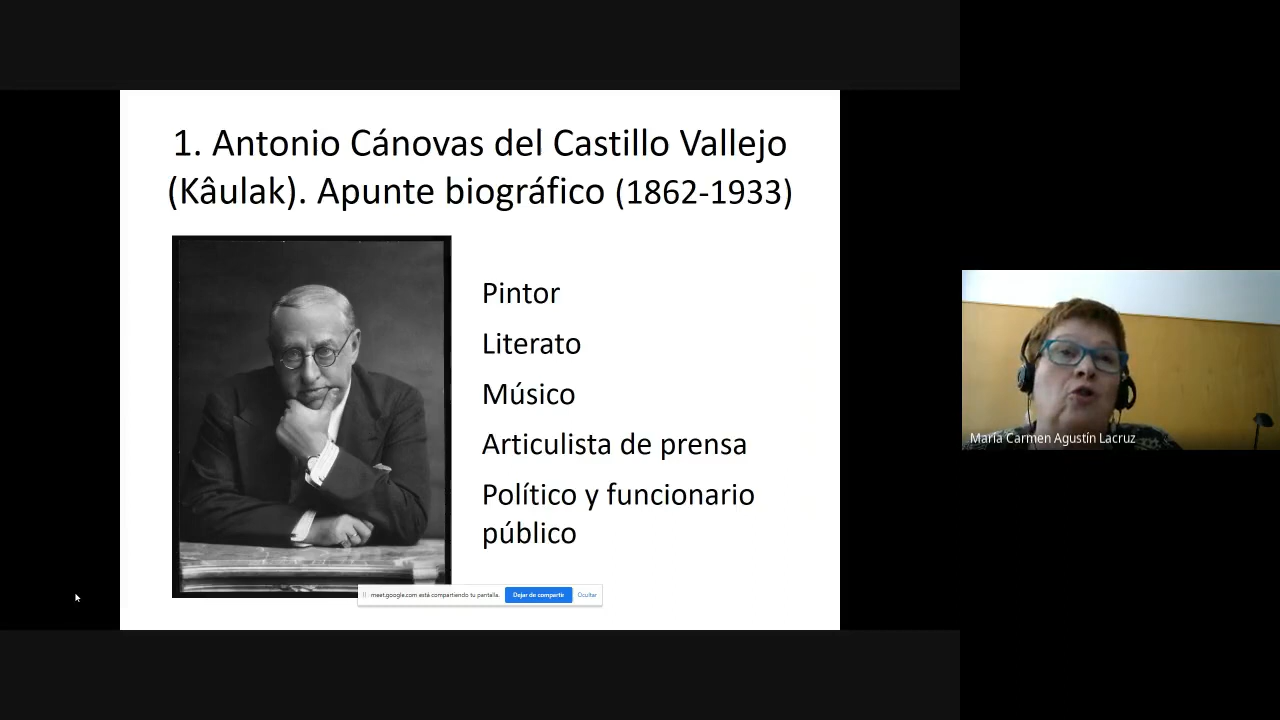 1. Antonio Cánovas del Castillo Vallejo
(Kâulak). Apunte biográfico (1862-1933)
Pintor
Literato
Músico
Articulista de prensa
Político y funcionario
público
meet.google.com está compartiendo tu pantalla.
Dejar de compartir
Ocultar
María Carmen Agustín Lacruz